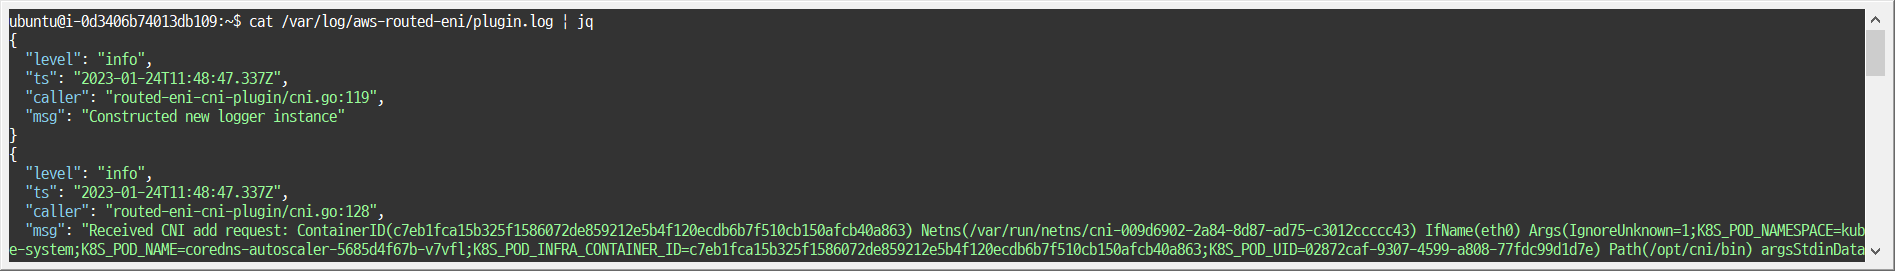 ubuntu@i-0d3406b74013db109:~$ cat /var/log/aws-routed-eni/plugin.log | jq
{
  "level": "info",
  "ts": "2023-01-24T11:48:47.337Z",
  "caller": "routed-eni-cni-plugin/cni.go:119",
  "msg": "Constructed new logger instance"
}
{
  "level": "info",
  "ts": "2023-01-24T11:48:47.337Z",
  "caller": "routed-eni-cni-plugin/cni.go:128",
  "msg": "Received CNI add request: ContainerID(c7eb1fca15b325f1586072de859212e5b4f120ecdb6b7f510cb150afcb40a863) Netns(/var/run/netns/cni-009d6902-2a84-8d87-ad75-c3012ccccc43) IfName(eth0) Args(IgnoreUnknown=1;K8S_POD_NAMESPACE=kub
e-system;K8S_POD_NAME=coredns-autoscaler-5685d4f67b-v7vfl;K8S_POD_INFRA_CONTAINER_ID=c7eb1fca15b325f1586072de859212e5b4f120ecdb6b7f510cb150afcb40a863;K8S_POD_UID=02872caf-9307-4599-a808-77fdc99d1d7e) Path(/opt/cni/bin) argsStdinData